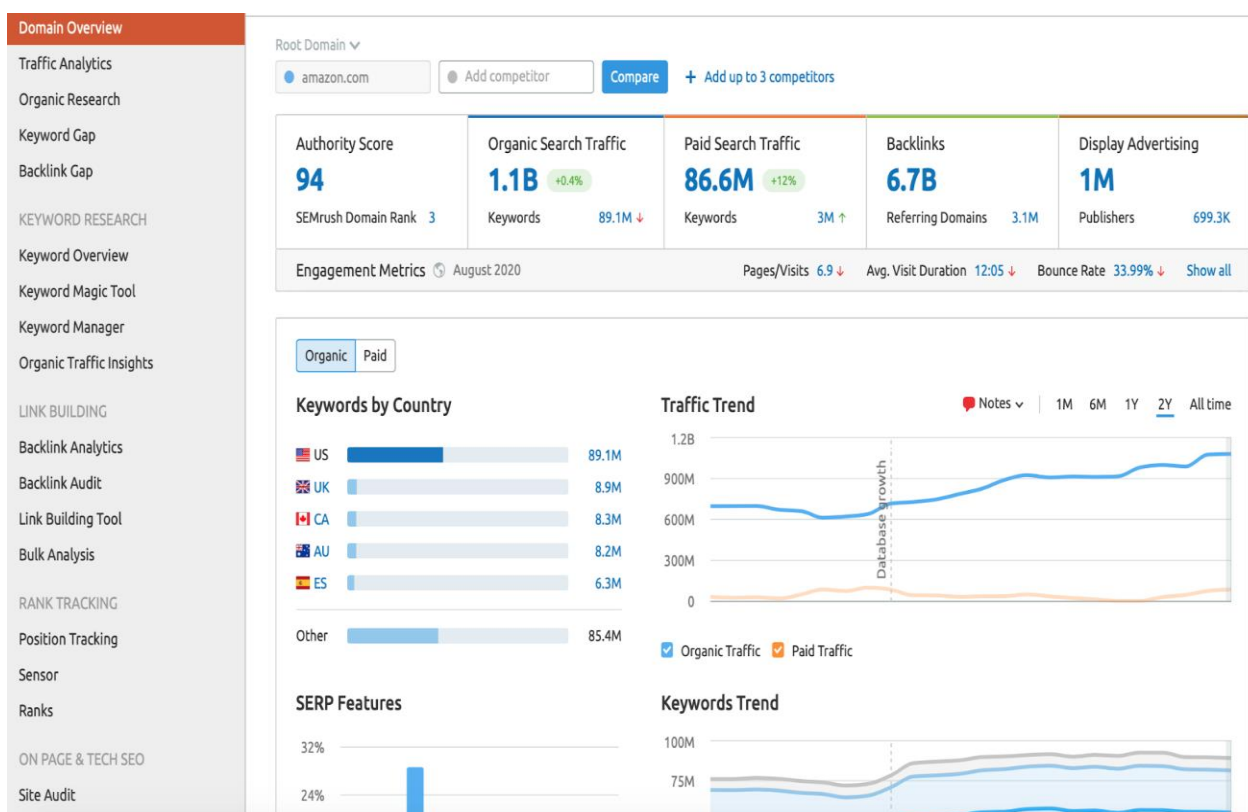 Domain Overview
Traffic Analytics
Organic Research
Keyword Gap
Backlink Gap
KEYWORD RESEARCH
Keyword Overview
Keyword Magic Tool
Keyword Manager
Organic Traffic Insights
LINK BUILDING
Backlink Analytics
Backlink Audit
Link Building Tool
Bulk Analysis
RANK TRACKING
Position Tracking
Sensor
Ranks
ON PAGE & TECH SEO
Site Audit
Root Domain
amazon.com Add competitor Compare + Add up to 3 competitors
Authority Score
94
SEMrush Domain Rank 3
Organic Search Traffic
1.1B +0.4%
Keywords 89.1M ↓
Paid Search Traffic
86.6M +12%
Keywords 3M ↑
Backlinks
6.7B
Referring Domains 3.1M
Display Advertising
1M
Publishers 699.3K
Engagement Metrics August 2020 Pages/Visits 6.9 ↓ Avg. Visit Duration 12:05 ↓ Bounce Rate 33.99% ↓ Show all
Organic Paid
Keywords by Country
US 89.1M
UK 8.9M
CA 8.3M
AU 8.2M
ES 6.3M
Other 85.4M
Traffic Trend Notes 1M 6M 1Y 2Y All time
1.2B
900M
600M
300M
0
Database growth
Organic Traffic Paid Traffic
SERP Features
32%
24%
Keywords Trend
100M
75M